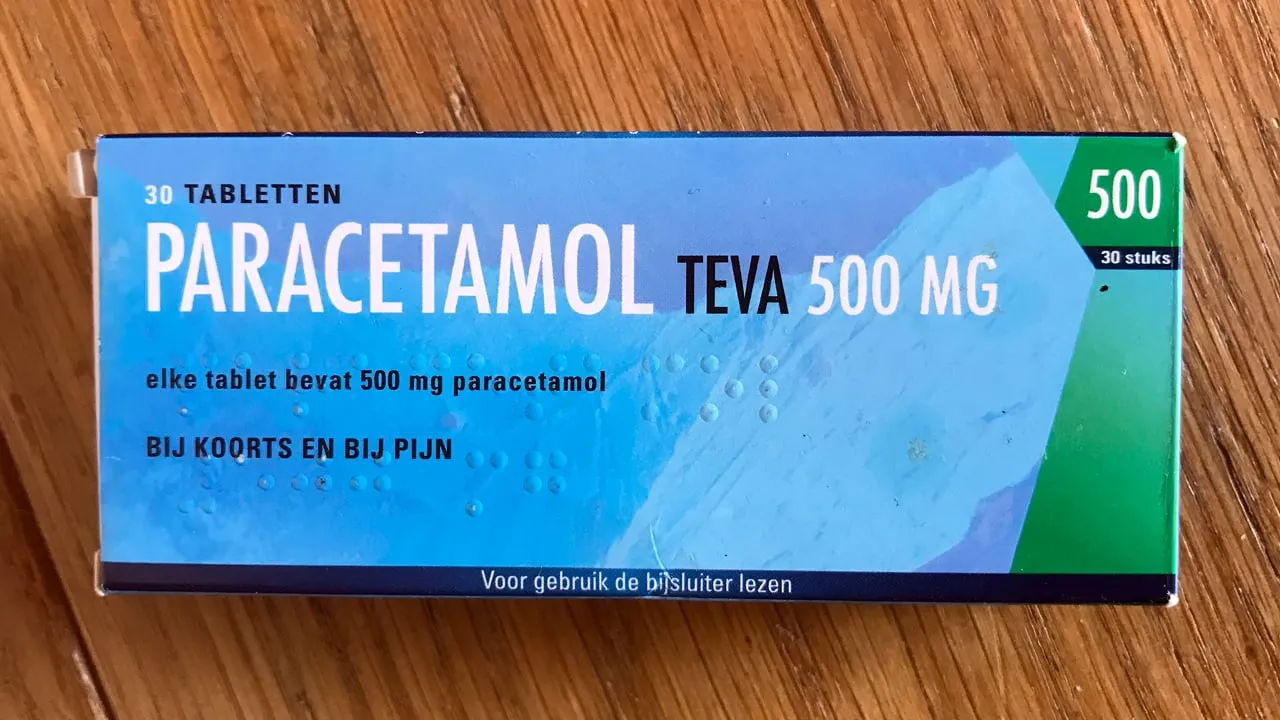 30 TABLETTEN
PARACETAMOL TEVA 500 MG
elke tablet bevat 500 mg paracetamol
BIJ KOORTS EN BIJ PIJN
Voor gebruik de bijsluiter lezen
500
30 stuks